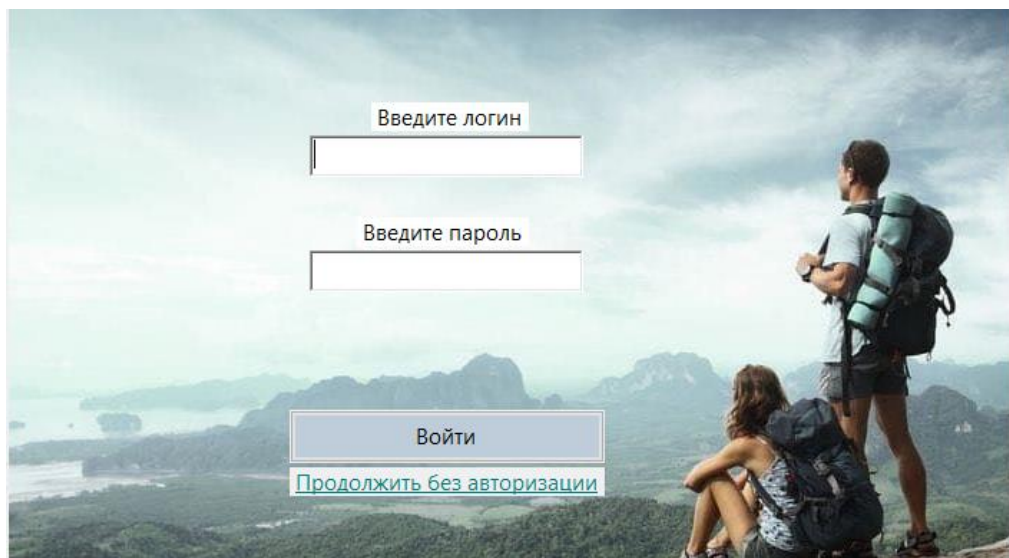 Введите логин
Введите пароль
Войти
Продолжить без авторизации